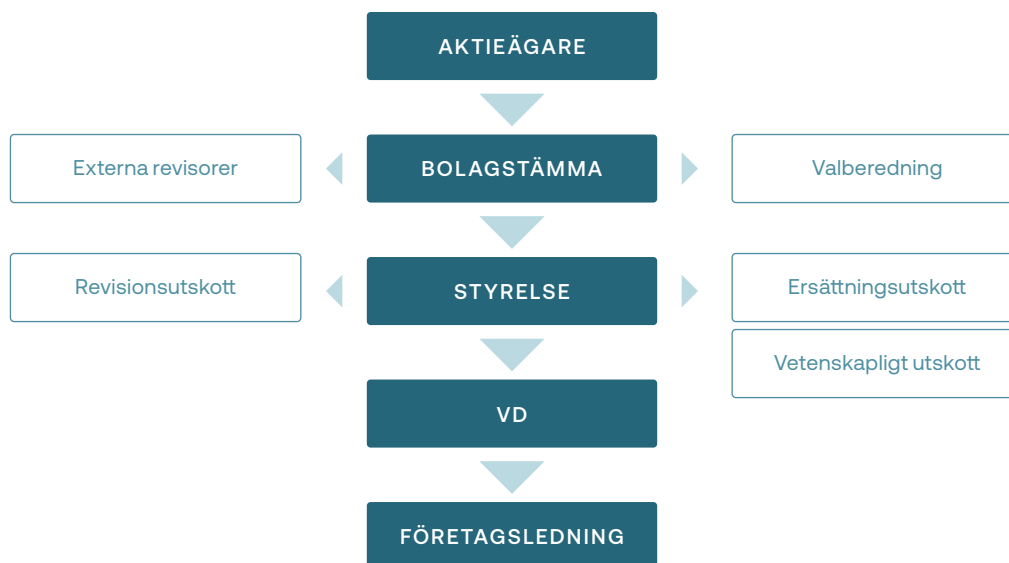 AKTIEÄGARE
Externa revisorer
BOLAGSTÄMMA
Valberedning
Revisionsutskott
STYRELSE
Ersättningsutskott
Vetenskapligt utskott
VD
FÖRETAGSLEDNING